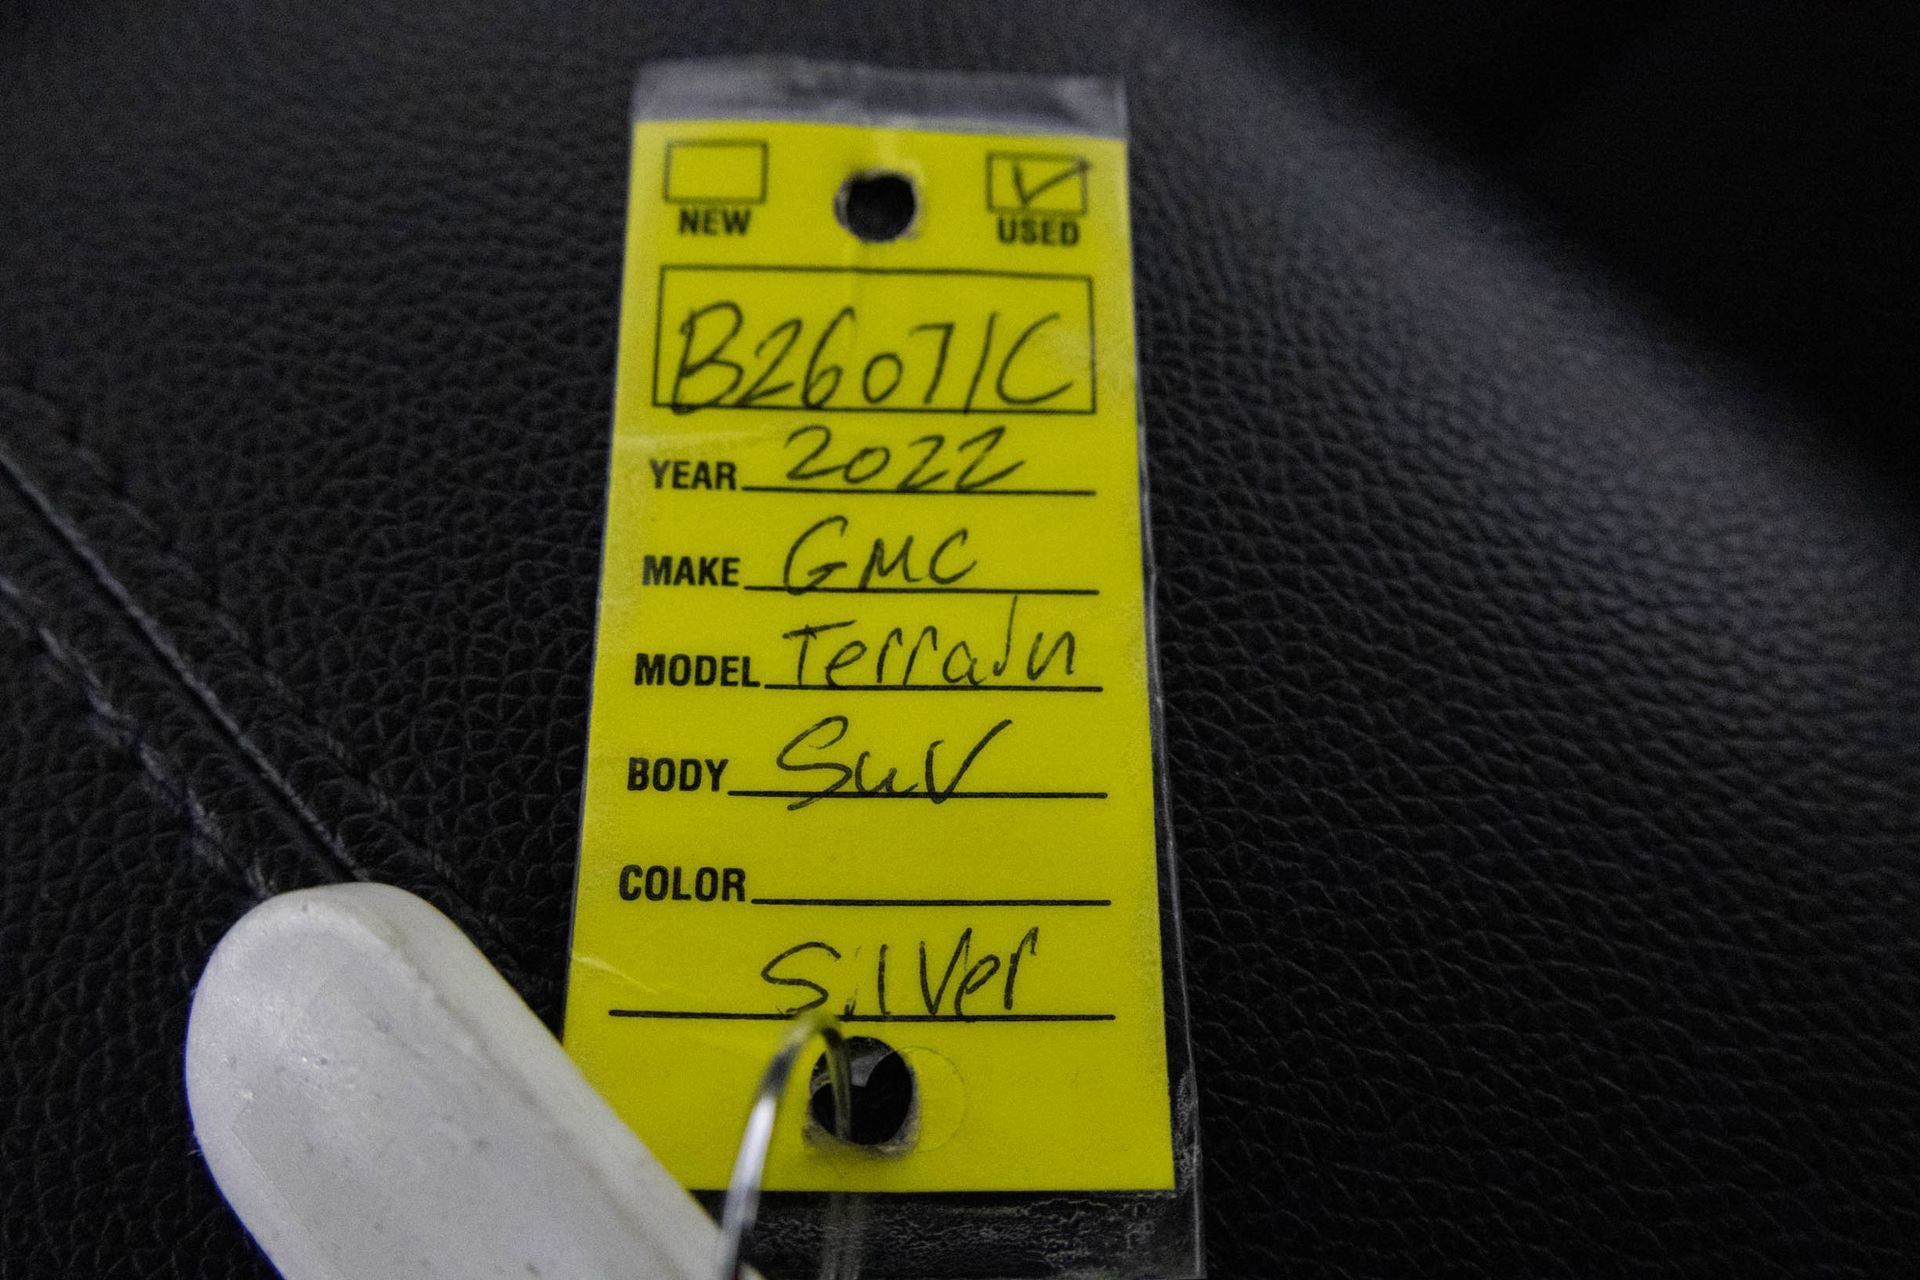 NEW USED
B26071C
YEAR 2022
MAKE GMC
MODEL Terrain
BODY SUV
COLOR
Silver